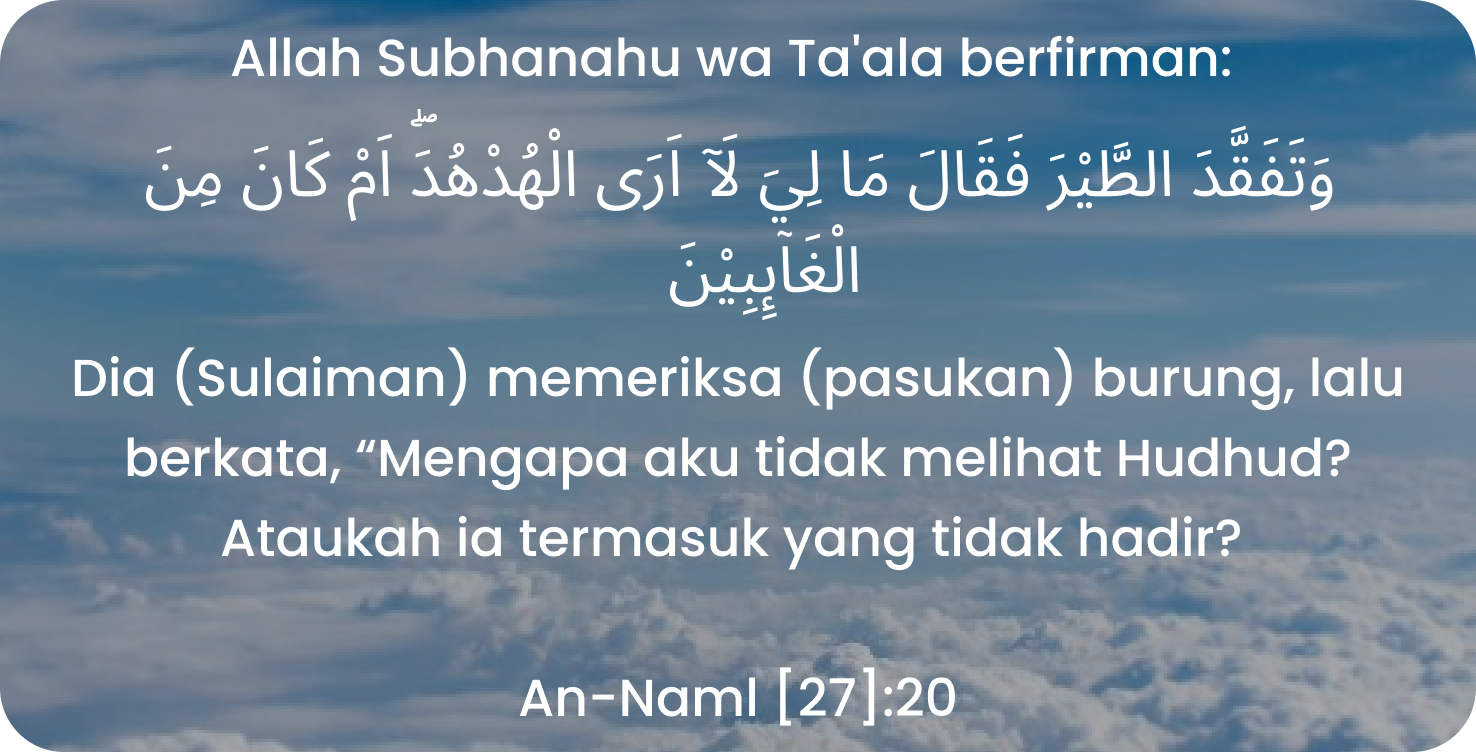 Allah Subhanahu wa Ta'ala berfirman:
وَتَفَقَّدَ الطَّيْرَ فَقَالَ مَا لِيَ لَآ اَرَى الْهُدْهُدَۖ اَمْ كَانَ مِنَ
الْغَاۤىِٕبِيْنَ
Dia (Sulaiman) memeriksa (pasukan) burung, lalu
berkata, “Mengapa aku tidak melihat Hudhud?
Ataukah ia termasuk yang tidak hadir?
An-Naml [27]:20